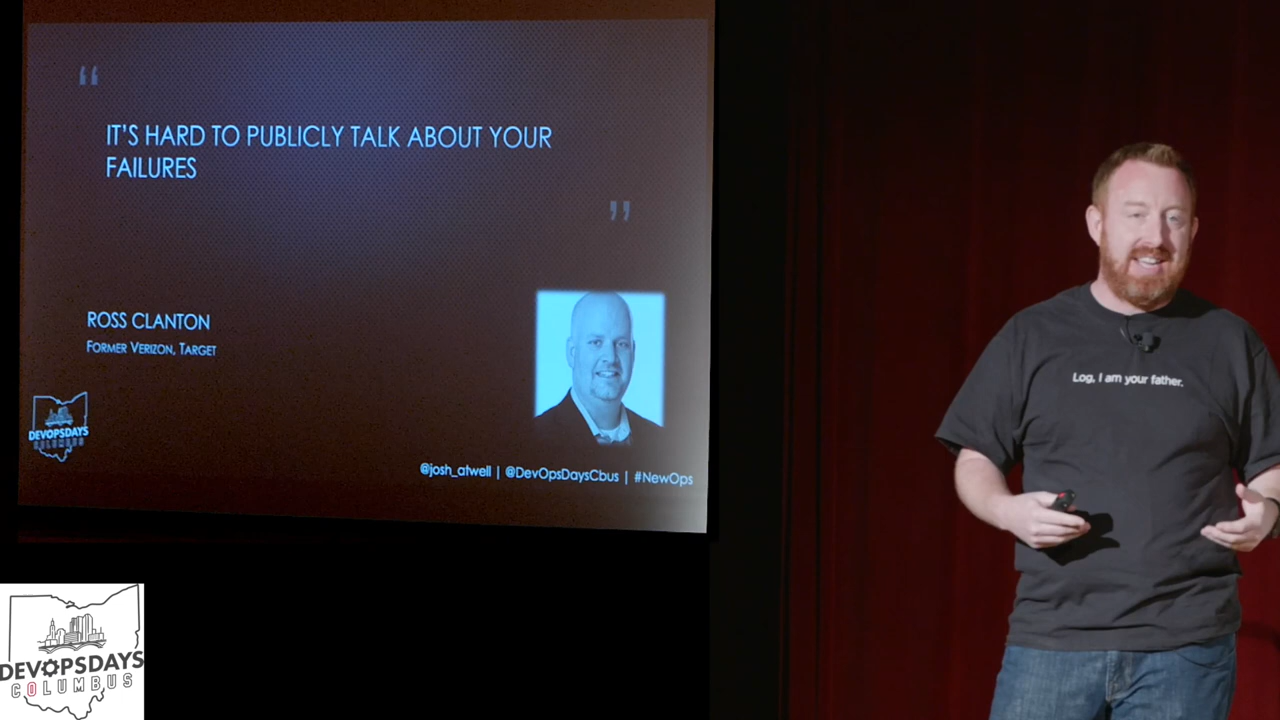 “
IT'S HARD TO PUBLICLY TALK ABOUT YOUR
FAILURES
”
ROSS CLANTON
FORMER VERIZON, TARGET
DEVOPSDAYS
COLUMBUS
@josh_atwell | @DevOpsDaysCbus | #NewOps
Log, I am your father.
DEVOPSDAYS
COLUMBUS